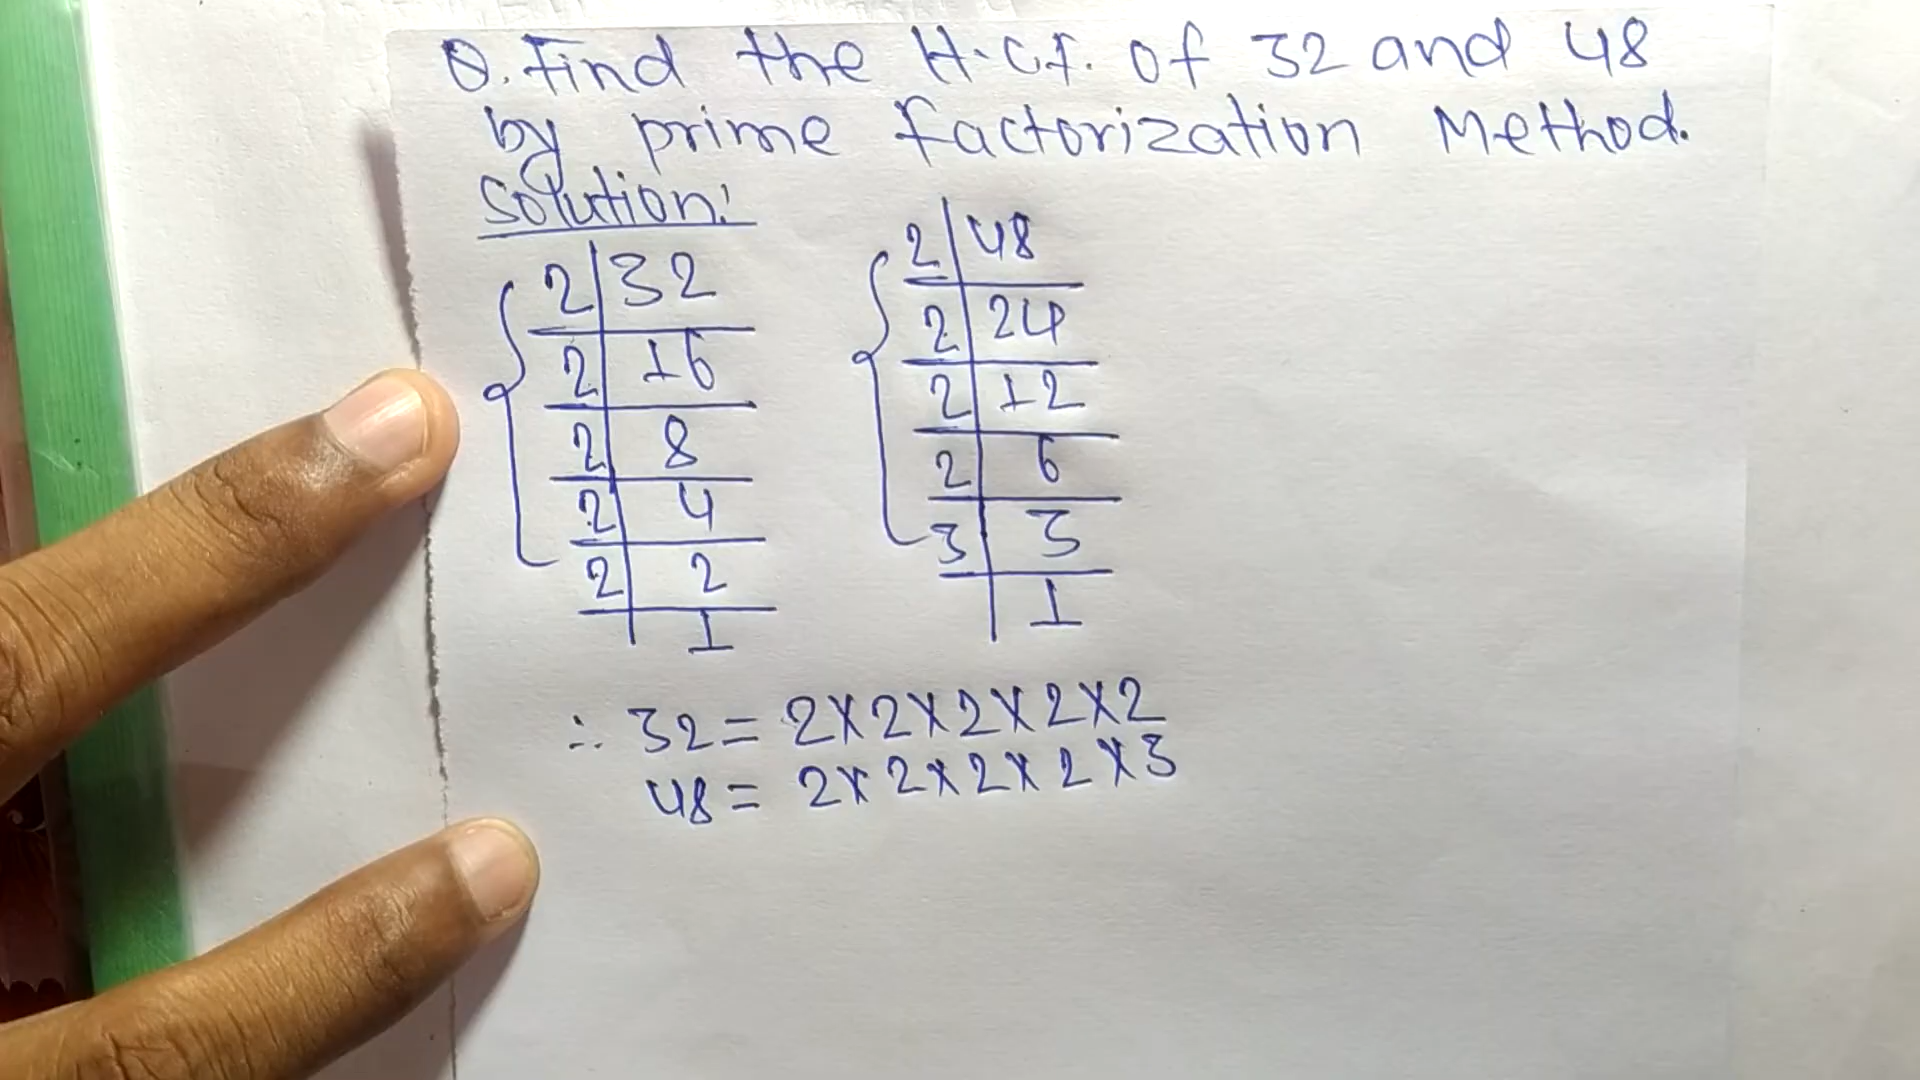 Q. Find the H.C.F. of 32 and 48
by prime factorization Method.
Solution:
2 | 32
2 | 16
2 | 8
2 | 4
2 | 2
1
2 | 48
2 | 24
2 | 12
2 | 6
3 | 3
1
∴ 32 = 2×2×2×2×2
48 = 2×2×2×2×3